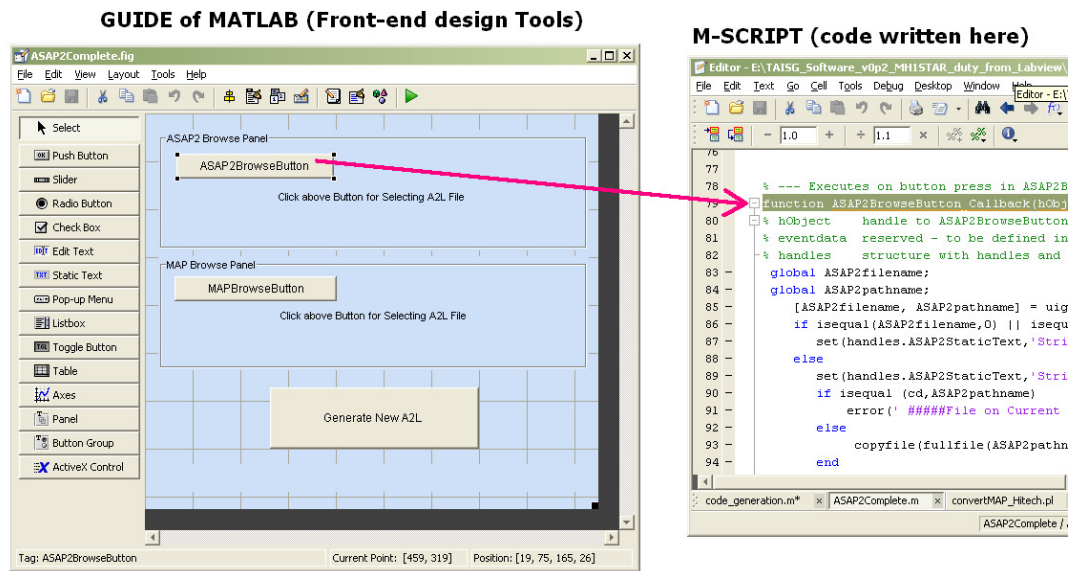 GUIDE of MATLAB (Front-end design Tools)
ASAP2Complete.fig
File Edit View Layout Tools Help
Select
Push Button
Slider
Radio Button
Check Box
Edit Text
Static Text
Pop-up Menu
Listbox
Toggle Button
Table
Axes
Panel
Button Group
ActiveX Control
ASAP2 Browse Panel
ASAP2BrowseButton
Click above Button for Selecting A2L File
MAP Browse Panel
MAPBrowseButton
Click above Button for Selecting A2L File
Generate New A2L
Tag: ASAP2BrowseButton Current Point: [459, 319] Position: [19, 75, 165, 26]
M-SCRIPT (code written here)
Editor - E:\TAISG_Software_v0p2_MH1STAR_duty_from_Labview\
File Edit Text Go Cell Tools Debug Desktop Window Help
Editor - E:\
- 1.0 + ÷ 1.1 ×
76
77
78 % --- Executes on button press in ASAP2B
79 function ASAP2BrowseButton_Callback(hObj
80 % hObject handle to ASAP2BrowseButton
81 % eventdata reserved - to be defined in
82 % handles structure with handles and
83 - global ASAP2filename;
84 - global ASAP2pathname;
85 - [ASAP2filename, ASAP2pathname] = uig
86 - if isequal(ASAP2filename,0) || isequ
87 - set(handles.ASAP2StaticText,'Stri
88 - else
89 - set(handles.ASAP2StaticText,'Stri
90 - if isequal (cd,ASAP2pathname)
91 - error(' #####File on Current
92 - else
93 - copyfile(fullfile(ASAP2pathn
94 - end
code_generation.m* × ASAP2Complete.m × convertMAP_Hitech.pl
ASAP2Complete /